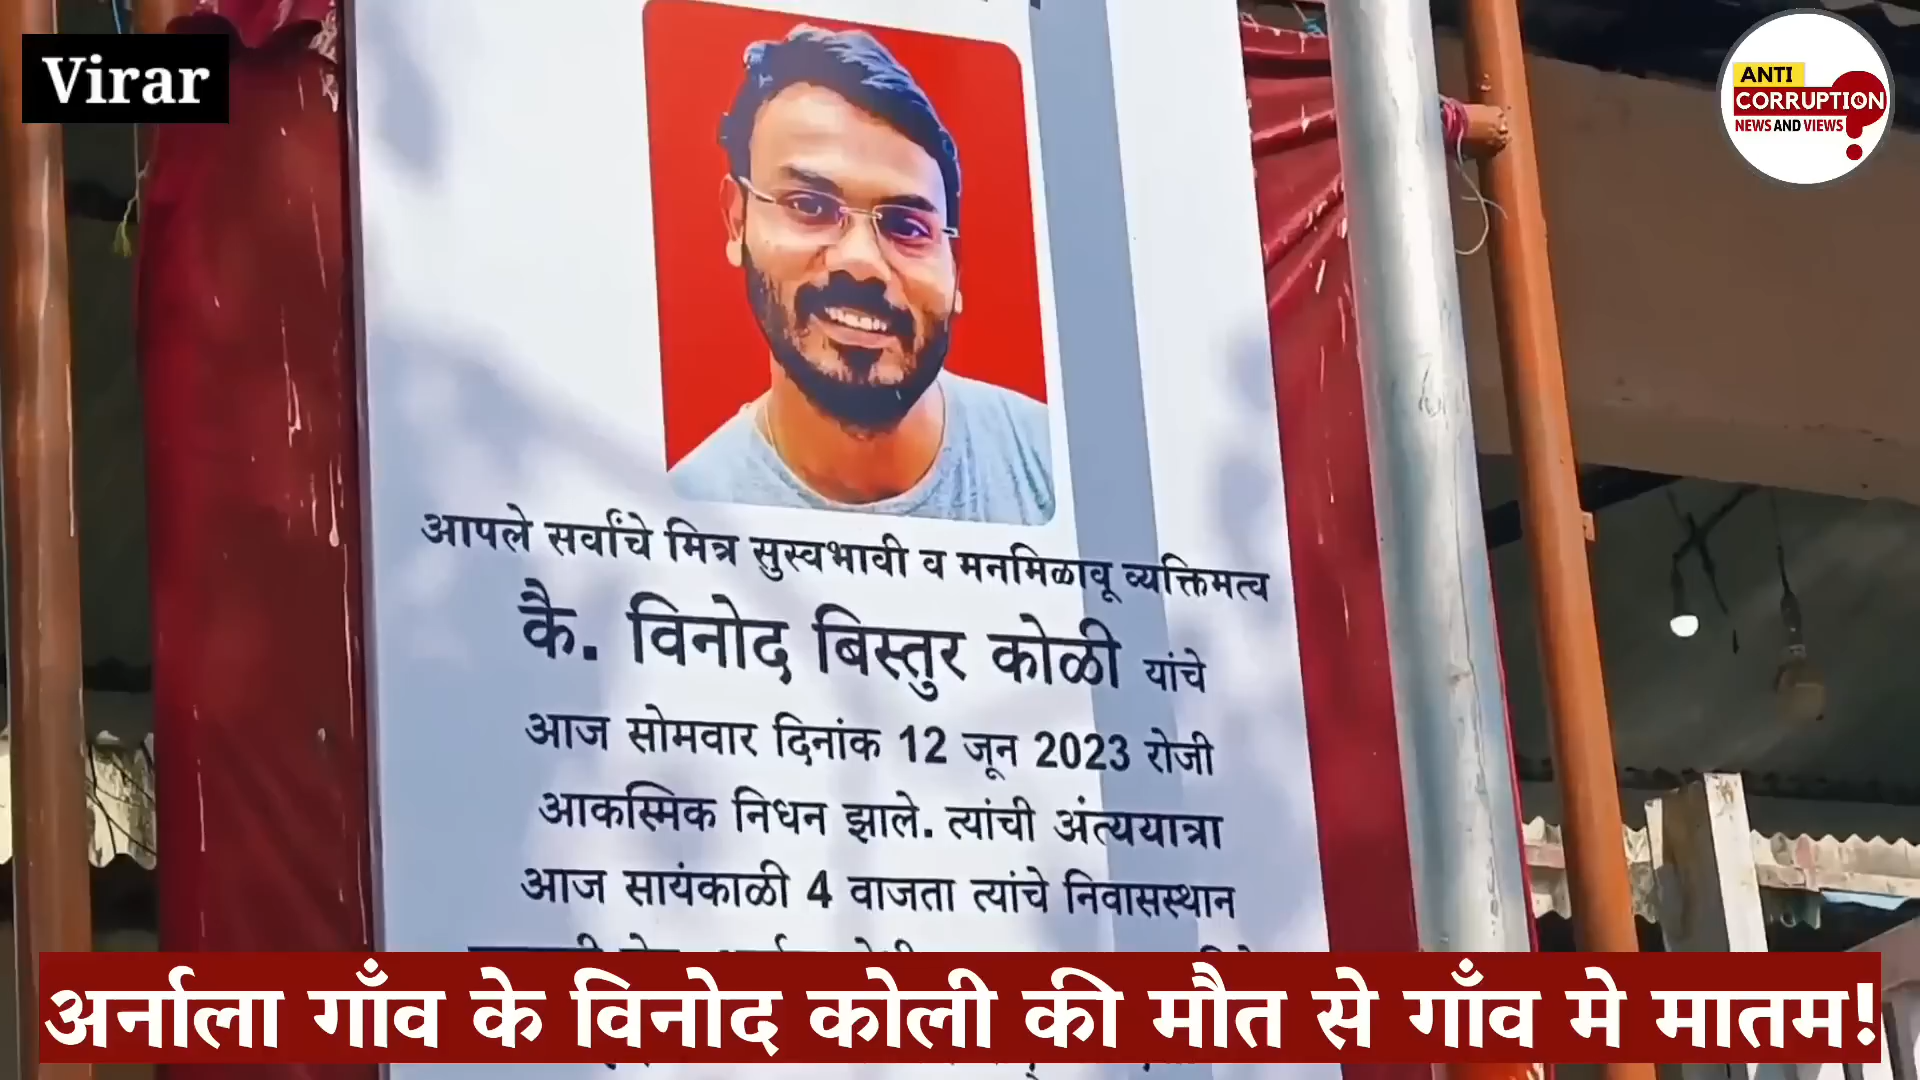 Virar
ANTI
CORRUPTION
NEWS AND VIEWS
आपले सर्वांचे मित्र सुस्वभावी व मनमिळावू व्यक्तिमत्व
कै. विनोद बिस्तुर कोळी यांचे
आज सोमवार दिनांक 12 जून 2023 रोजी
आकस्मिक निधन झाले. त्यांची अंत्ययात्रा
आज सायंकाळी 4 वाजता त्यांचे निवासस्थान
अर्नाला गाँव के विनोद कोली की मौत से गाँव मे मातम!